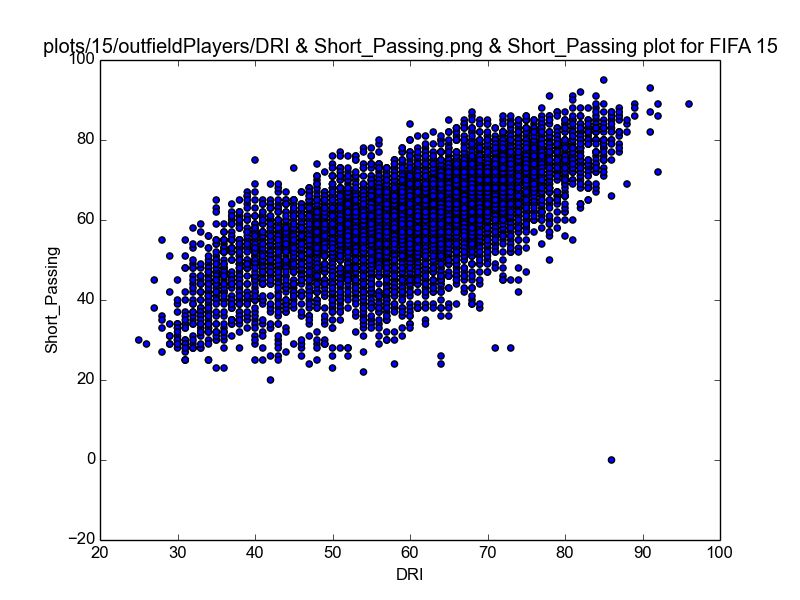 plots/15/outfieldPlayers/DRI & Short_Passing.png & Short_Passing plot for FIFA 15
100
80
60
40
20
0
−20
Short_Passing
20 30 40 50 60 70 80 90 100
DRI